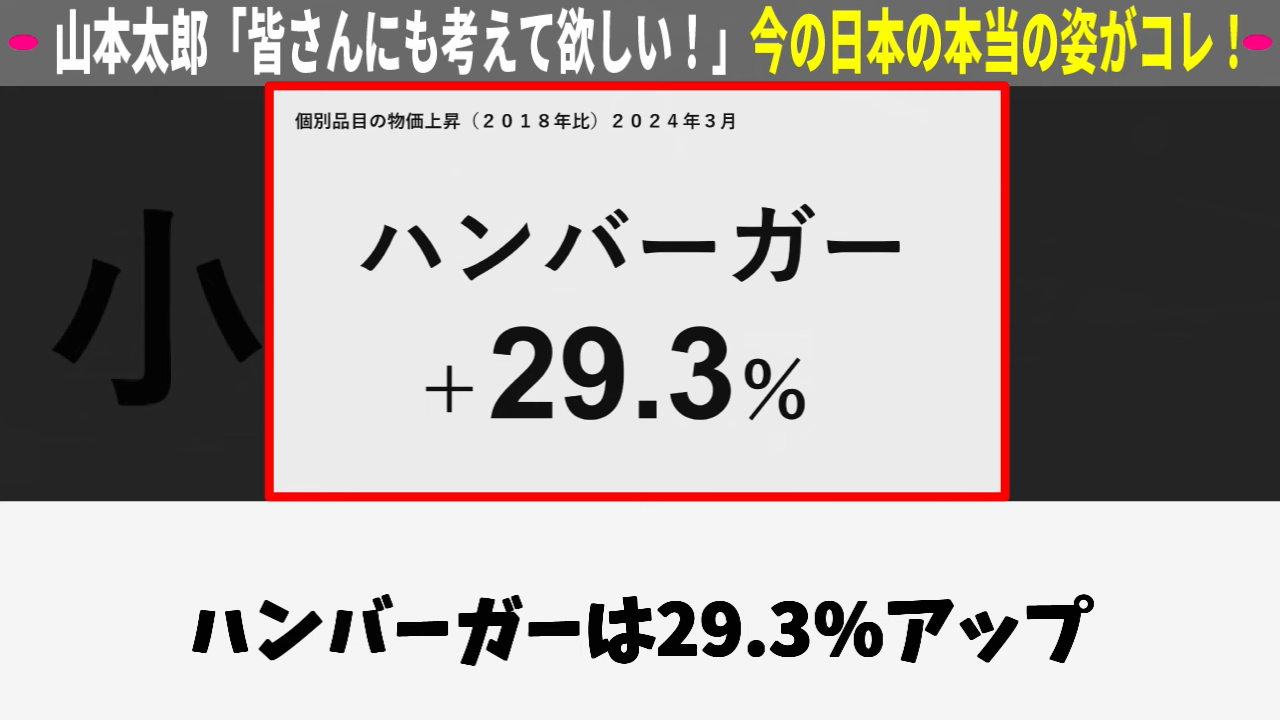 山本太郎「皆さんにも考えて欲しい！」今の日本の本当の姿がコレ！
個別品目の物価上昇（２０１８年比）２０２４年３月
小
ハンバーガー
＋29.3％
ハンバーガーは29.3%アップ